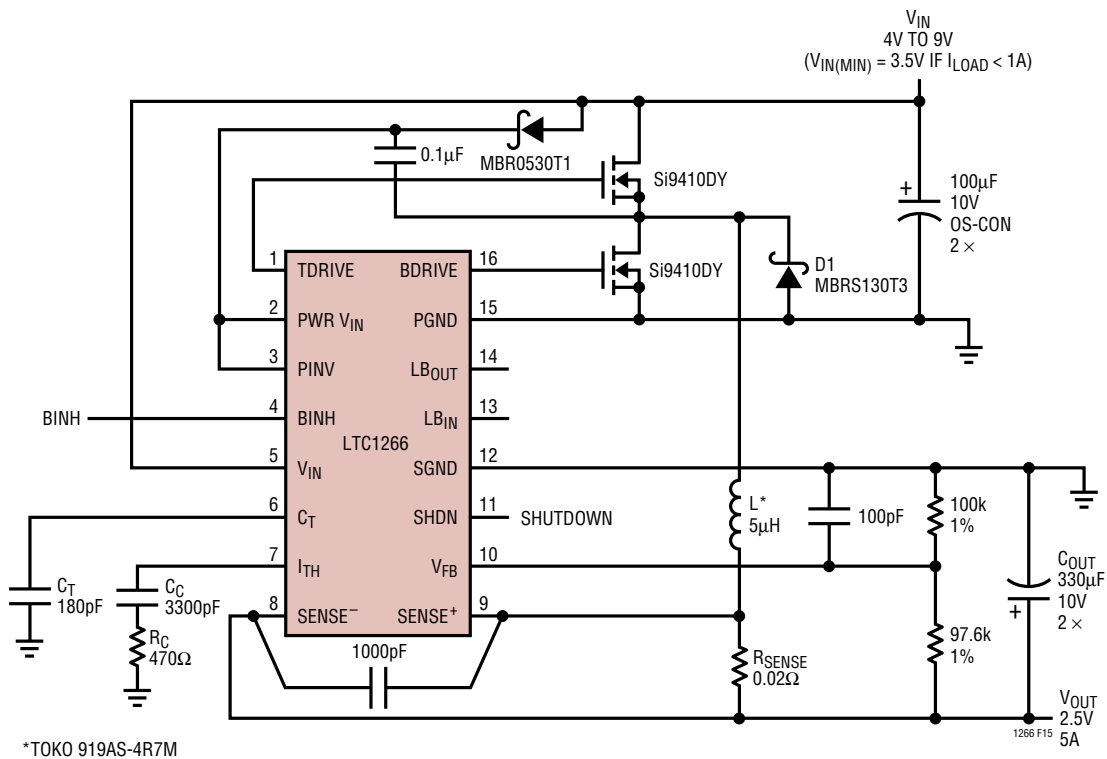 V_IN
4V TO 9V
(V_IN(MIN) = 3.5V IF I_LOAD < 1A)
0.1µF
MBR0530T1
Si9410DY
+
100µF
10V
OS-CON
2 ×
D1
MBRS130T3
Si9410DY
1 TDRIVE BDRIVE 16
2 PWR V_IN PGND 15
3 PINV LB_OUT 14
BINH 4 BINH LB_IN 13
LTC1266
5 V_IN SGND 12
6 C_T SHDN 11 SHUTDOWN
7 I_TH V_FB 10
8 SENSE⁻ SENSE⁺ 9
L*
5µH
100pF
100k
1%
C_OUT
330µF
10V
2 ×
+
C_T
180pF
C_C
3300pF
R_C
470Ω
1000pF
R_SENSE
0.02Ω
97.6k
1%
V_OUT
2.5V
5A
1266 F15
*TOKO 919AS-4R7M